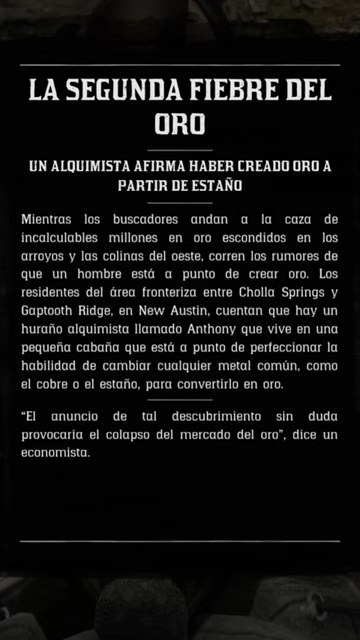 LA SEGUNDA FIEBRE DEL
ORO
UN ALQUIMISTA AFIRMA HABER CREADO ORO A
PARTIR DE ESTAÑO
Mientras los buscadores andan a la caza de
incalculables millones en oro escondidos en los
arroyos y las colinas del oeste, corren los rumores de
que un hombre está a punto de crear oro. Los
residentes del área fronteriza entre Cholla Springs y
Gaptooth Ridge, en New Austin, cuentan que hay un
huraño alquimista llamado Anthony que vive en una
pequeña cabaña que está a punto de perfeccionar la
habilidad de cambiar cualquier metal común, como
el cobre o el estaño, para convertirlo en oro.
“El anuncio de tal descubrimiento sin duda
provocaría el colapso del mercado del oro”, dice un
economista.